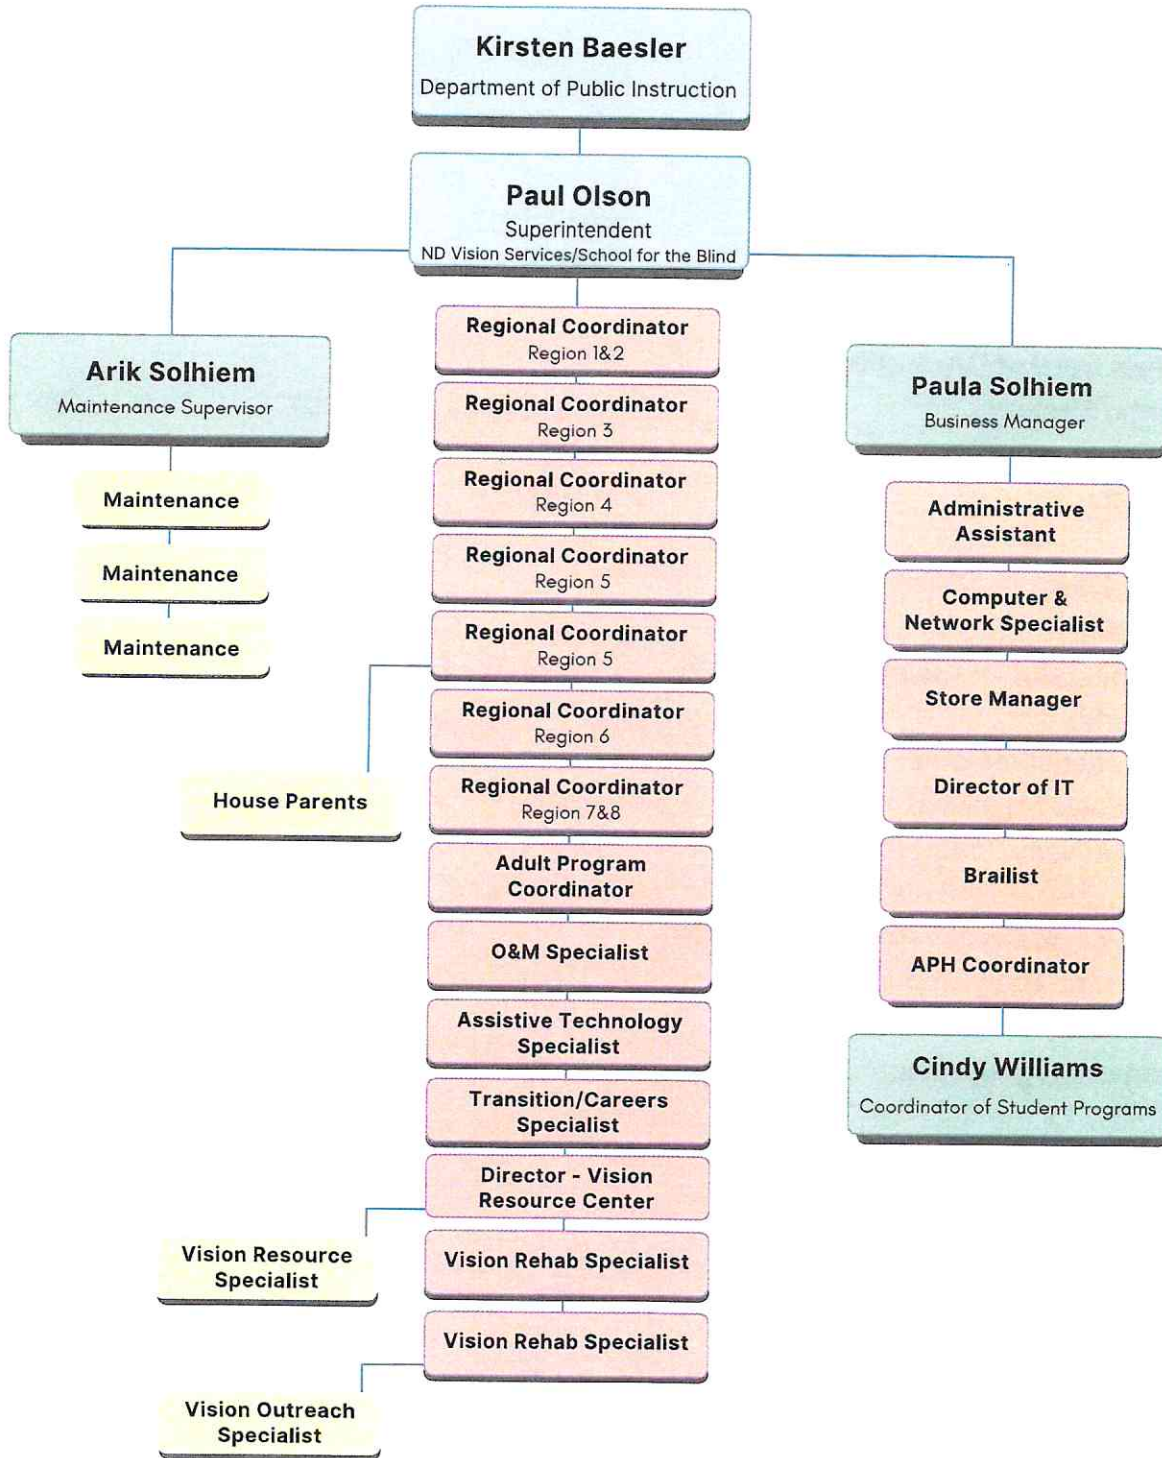 Kirsten Baesler
Department of Public Instruction
Paul Olson
Superintendent
ND Vision Services/School for the Blind
Arik Solhiem
Maintenance Supervisor
Maintenance
Maintenance
Maintenance
Regional Coordinator
Region 1&2
Regional Coordinator
Region 3
Regional Coordinator
Region 4
Regional Coordinator
Region 5
Regional Coordinator
Region 5
House Parents
Regional Coordinator
Region 6
Regional Coordinator
Region 7&8
Adult Program
Coordinator
O&M Specialist
Assistive Technology
Specialist
Transition/Careers
Specialist
Director - Vision
Resource Center
Vision Resource
Specialist
Vision Rehab Specialist
Vision Rehab Specialist
Vision Outreach
Specialist
Paula Solhiem
Business Manager
Administrative
Assistant
Computer &
Network Specialist
Store Manager
Director of IT
Brailist
APH Coordinator
Cindy Williams
Coordinator of Student Programs